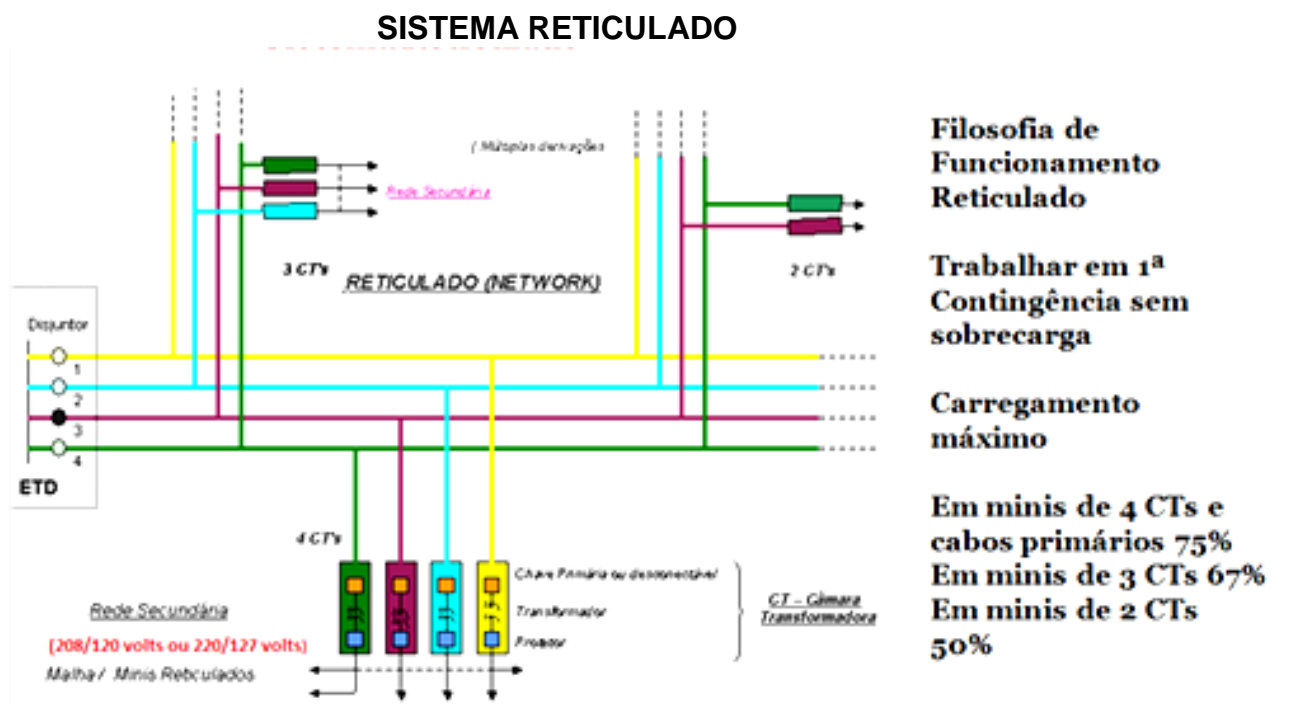 SISTEMA RETICULADO
( Múltiplas derivações
Rede Secundária
3 CT's
RETICULADO (NETWORK)
2 CT's
Disjuntor
1
2
3
4
ETD
4 CT's
Chave Primária ou desconectável
Transformador
Protetor
CT – Câmara
Transformadora
Rede Secundária
(208/120 volts ou 220/127 volts)
Malha / Minis Reticulados
Filosofia de
Funcionamento
Reticulado
Trabalhar em 1ª
Contingência sem
sobrecarga
Carregamento
máximo
Em minis de 4 CTs e
cabos primários 75%
Em minis de 3 CTs 67%
Em minis de 2 CTs
50%